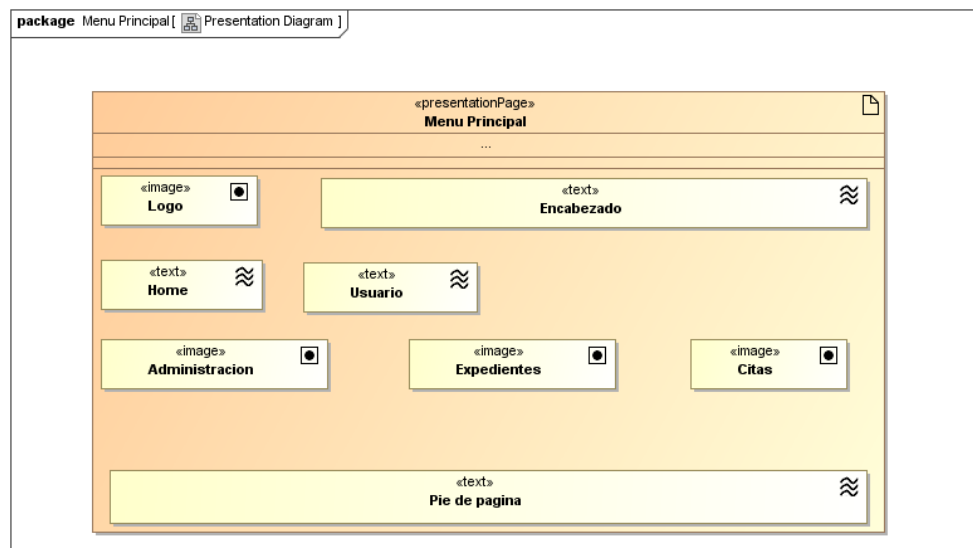 package Menu Principal[ Presentation Diagram ]
«presentationPage»
Menu Principal
...
«image»
Logo
«text»
Encabezado
«text»
Home
«text»
Usuario
«image»
Administracion
«image»
Expedientes
«image»
Citas
«text»
Pie de pagina